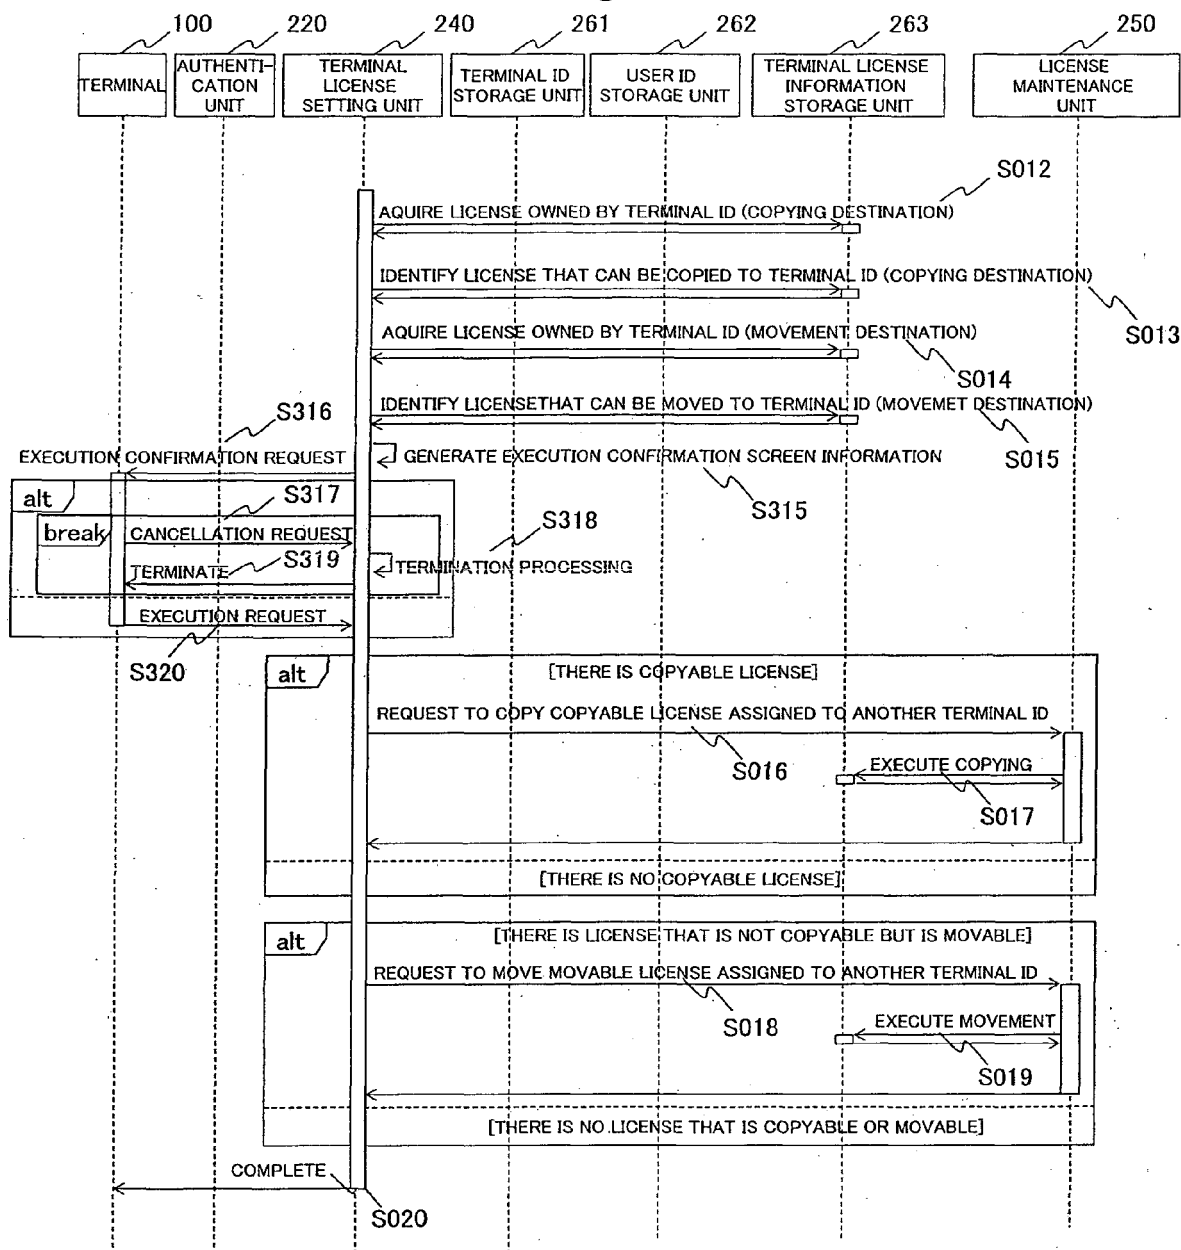 100 220 240 261 262 263 250
TERMINAL
AUTHENTI-
CATION
UNIT
TERMINAL
LICENSE
SETTING UNIT
TERMINAL ID
STORAGE UNIT
USER ID
STORAGE UNIT
TERMINAL LICENSE
INFORMATION
STORAGE UNIT
LICENSE
MAINTENANCE
UNIT
S012
AQUIRE LICENSE OWNED BY TERMINAL ID (COPYING DESTINATION)
IDENTIFY LICENSE THAT CAN BE COPIED TO TERMINAL ID (COPYING DESTINATION)
S013
AQUIRE LICENSE OWNED BY TERMINAL ID (MOVEMENT DESTINATION)
S014
IDENTIFY LICENSETHAT CAN BE MOVED TO TERMINAL ID (MOVEMET DESTINATION)
S015
S316
EXECUTION CONFIRMATION REQUEST
GENERATE EXECUTION CONFIRMATION SCREEN INFORMATION
S315
alt
S317
break
CANCELLATION REQUEST
S318
TERMINATE
S319
TERMINATION PROCESSING
EXECUTION REQUEST
S320
alt
[THERE IS COPYABLE LICENSE]
REQUEST TO COPY COPYABLE LICENSE ASSIGNED TO ANOTHER TERMINAL ID
S016
EXECUTE COPYING
S017
[THERE IS NO COPYABLE LICENSE]
alt
[THERE IS LICENSE THAT IS NOT COPYABLE BUT IS MOVABLE]
REQUEST TO MOVE MOVABLE LICENSE ASSIGNED TO ANOTHER TERMINAL ID
S018
EXECUTE MOVEMENT
S019
[THERE IS NO LICENSE THAT IS COPYABLE OR MOVABLE]
COMPLETE
S020